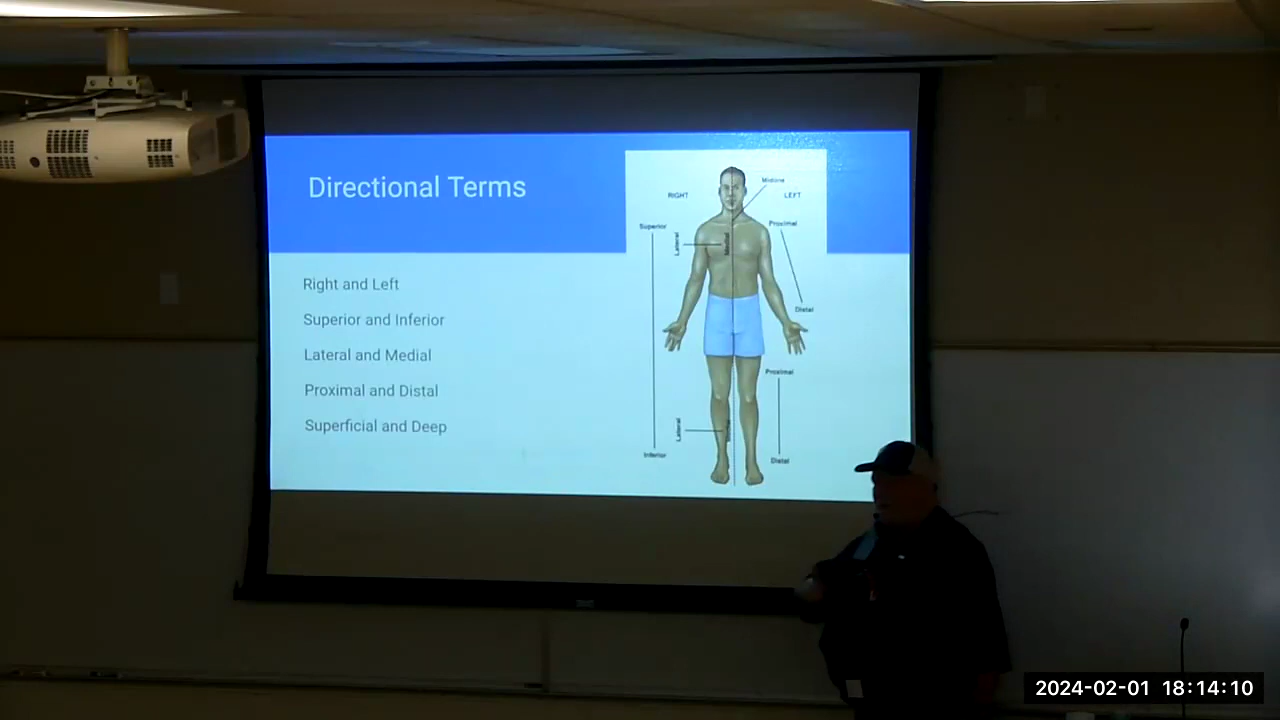 Directional Terms
Right and Left
Superior and Inferior
Lateral and Medial
Proximal and Distal
Superficial and Deep
Midline
RIGHT
LEFT
Superior
Proximal
Lateral
Medial
Distal
Proximal
Lateral
Inferior
Distal
2024-02-01 18:14:10